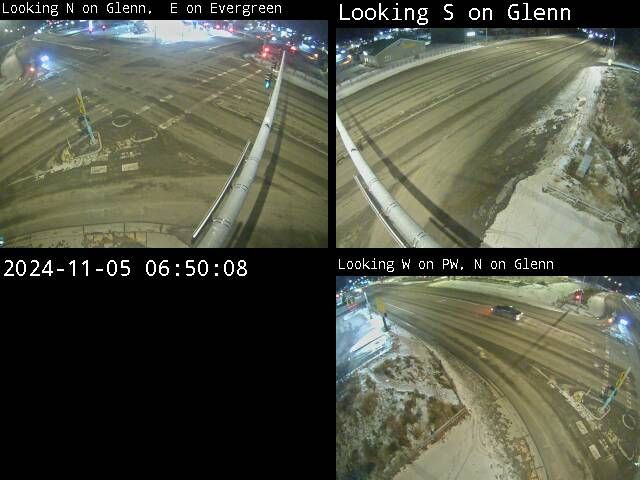 Looking N on Glenn, E on Evergreen
Looking S on Glenn
2024-11-05 06:50:08
Looking W on PW, N on Glenn